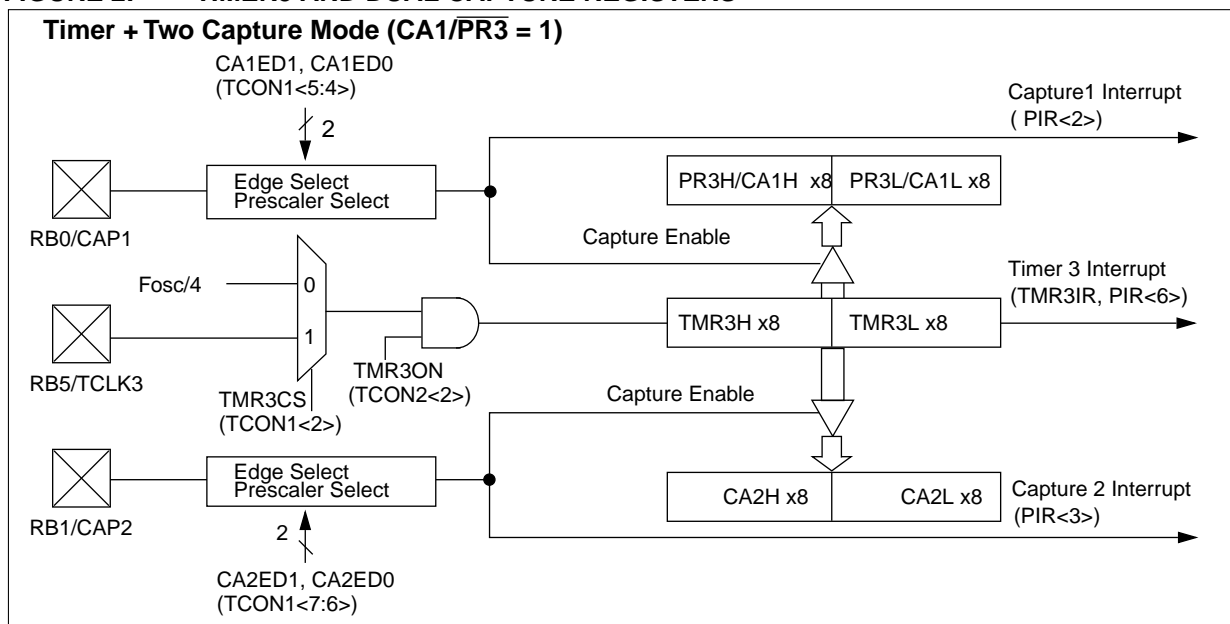 Timer + Two Capture Mode (CA1/PR3 = 1)
CA1ED1, CA1ED0
(TCON1<5:4>)
2
Capture1 Interrupt
( PIR<2>)
Edge Select
Prescaler Select
PR3H/CA1H x8
PR3L/CA1L x8
RB0/CAP1
Capture Enable
Fosc/4
0
Timer 3 Interrupt
(TMR3IR, PIR<6>)
1
TMR3H x8
TMR3L x8
RB5/TCLK3
TMR3ON
(TCON2<2>)
TMR3CS
(TCON1<2>)
Capture Enable
Edge Select
Prescaler Select
CA2H x8
CA2L x8
Capture 2 Interrupt
(PIR<3>)
RB1/CAP2
2
CA2ED1, CA2ED0
(TCON1<7:6>)